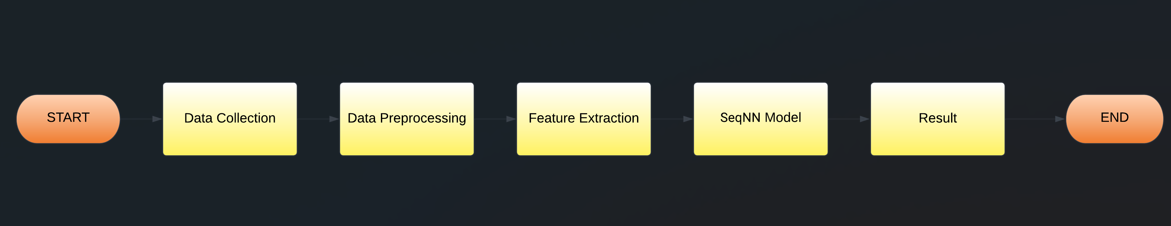 START
Data Collection
Data Preprocessing
Feature Extraction
SeqNN Model
Result
END